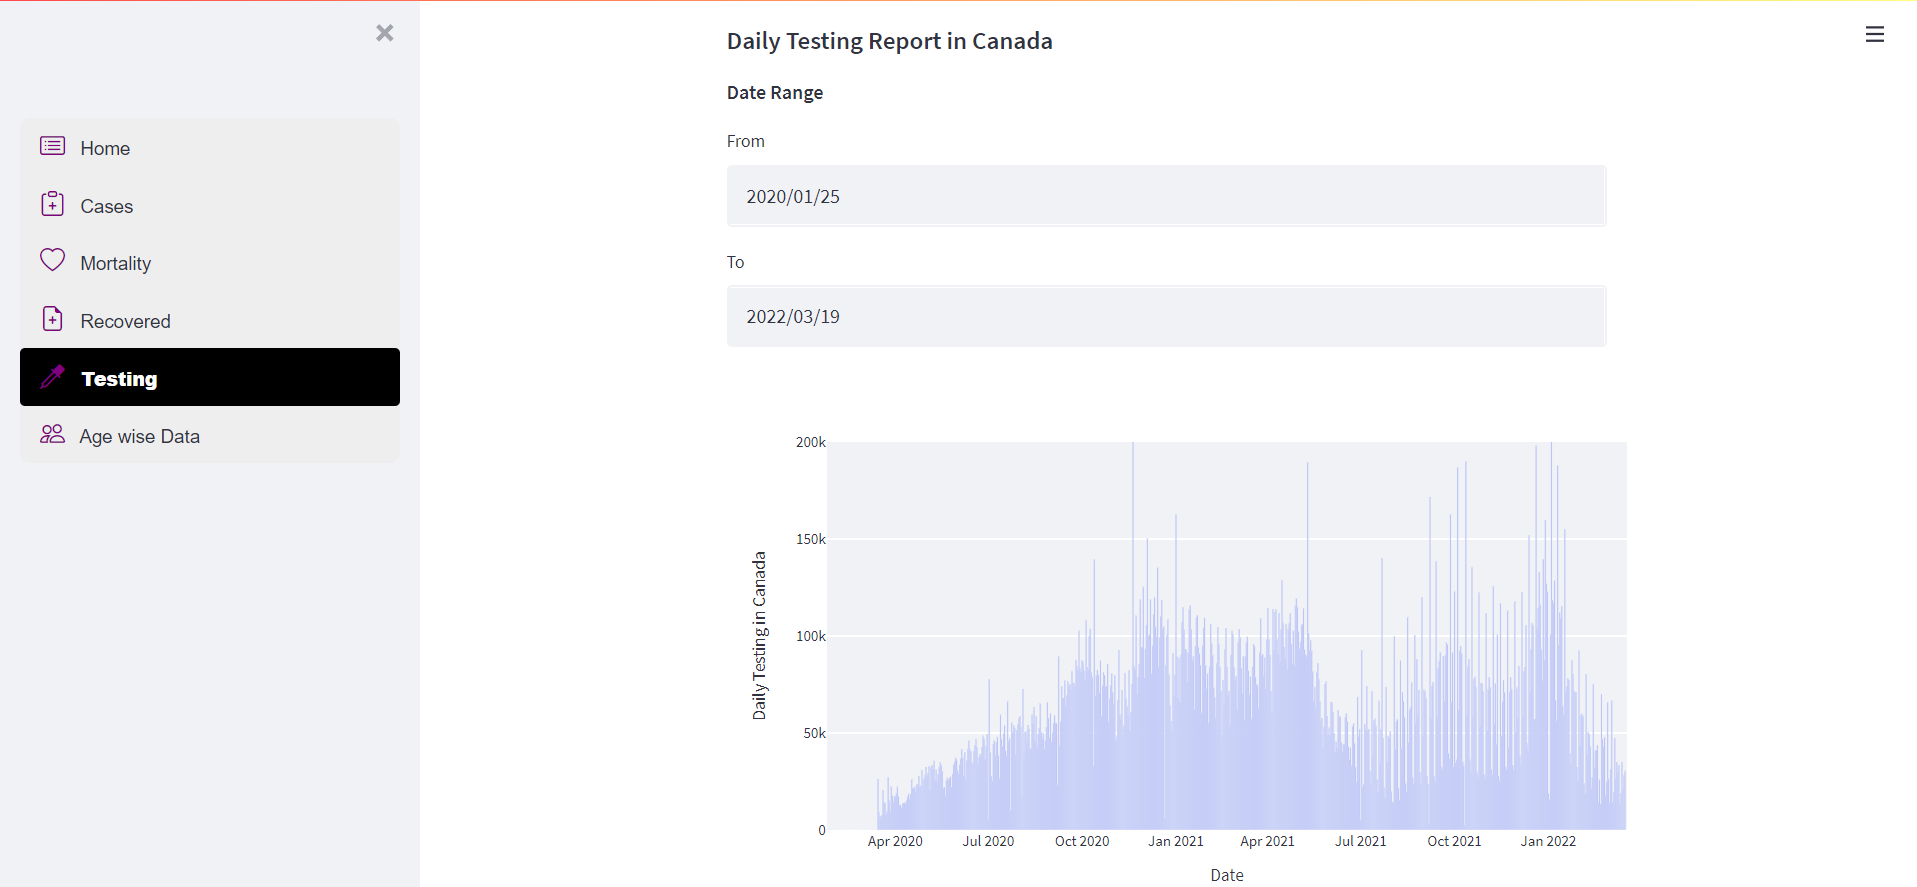 Home
Cases
Mortality
Recovered
Testing
Age wise Data
Daily Testing Report in Canada
Date Range
From
2020/01/25
To
2022/03/19
200k
150k
100k
50k
0
Daily Testing in Canada
Apr 2020 Jul 2020 Oct 2020 Jan 2021 Apr 2021 Jul 2021 Oct 2021 Jan 2022
Date